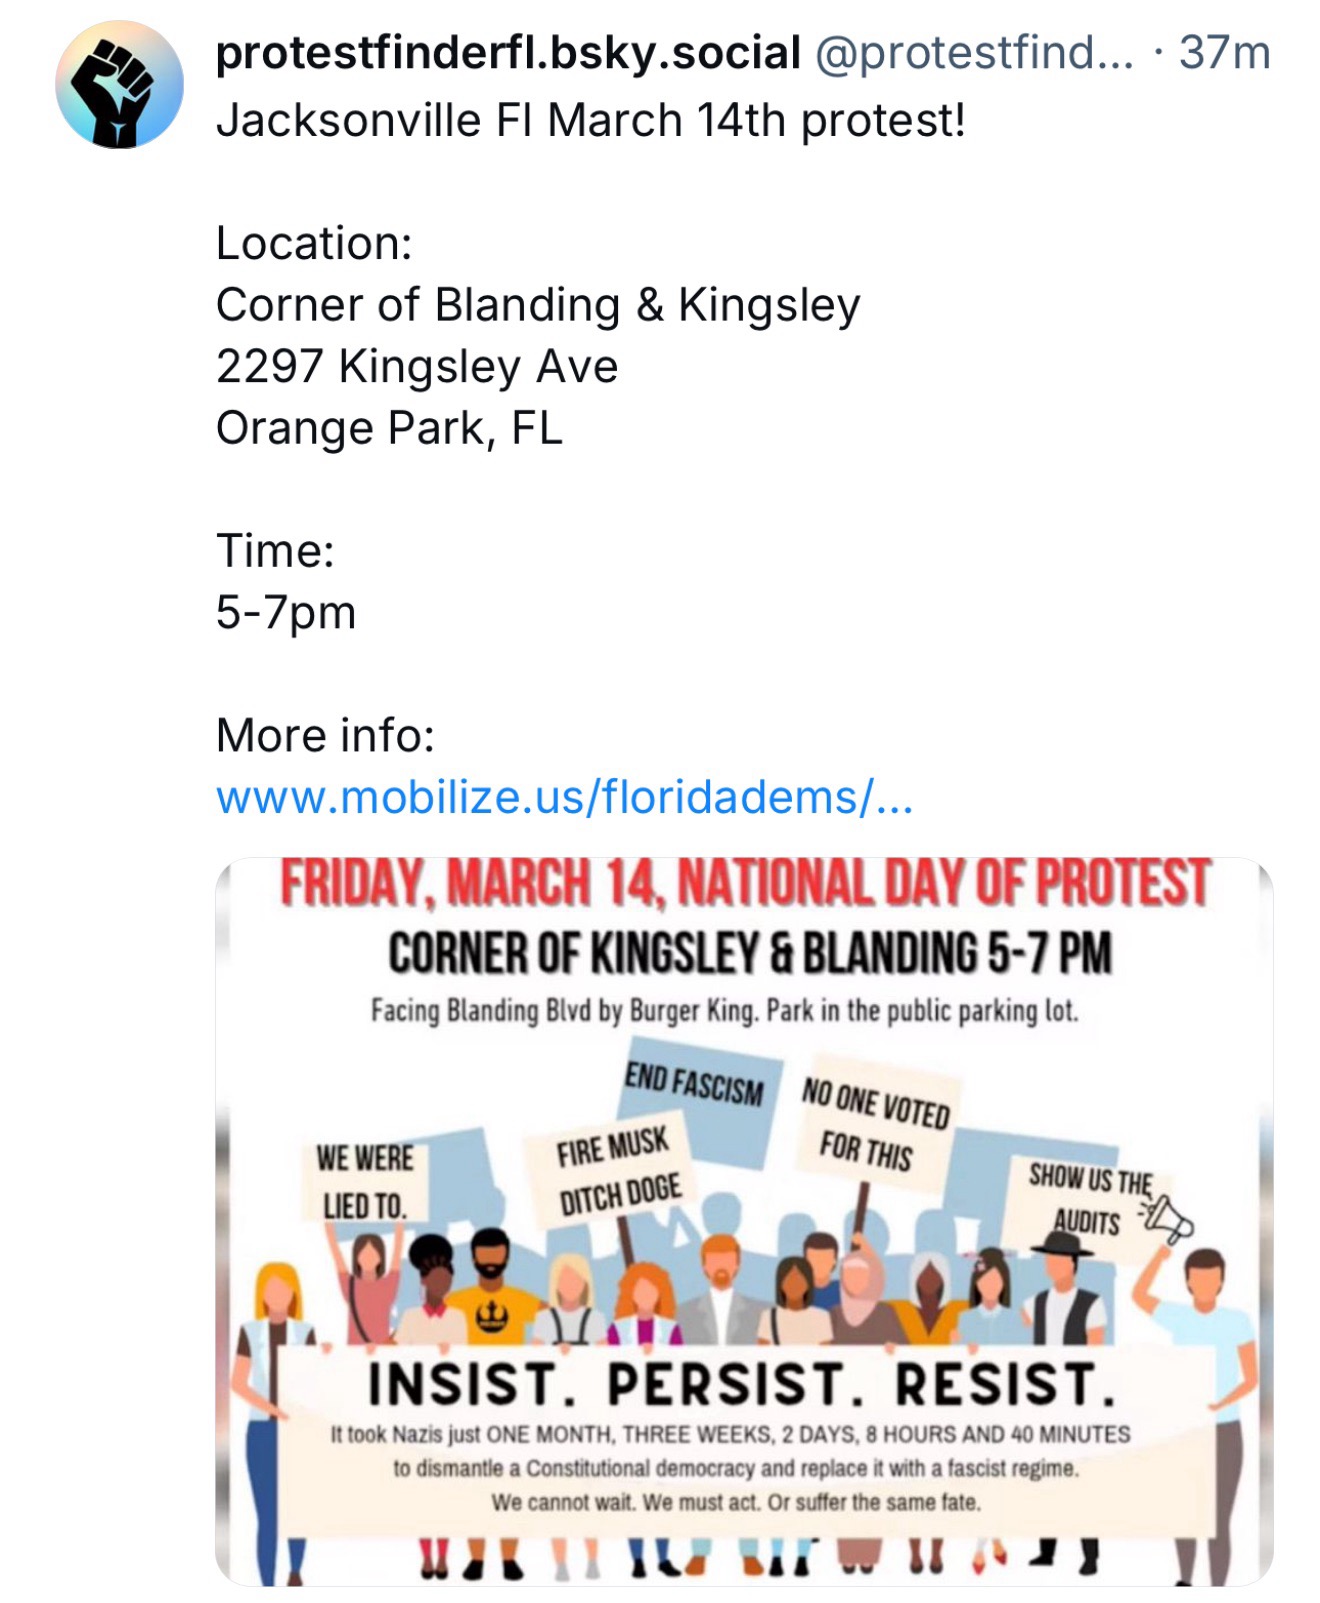 protestfinderfl.bsky.social @protestfind... · 37m
Jacksonville Fl March 14th protest!
Location:
Corner of Blanding & Kingsley
2297 Kingsley Ave
Orange Park, FL
Time:
5-7pm
More info:
www.mobilize.us/floridadems/...
FRIDAY, MARCH 14, NATIONAL DAY OF PROTEST
CORNER OF KINGSLEY & BLANDING 5-7 PM
Facing Blanding Blvd by Burger King. Park in the public parking lot.
END FASCISM
NO ONE VOTED
FOR THIS
WE WERE
LIED TO.
FIRE MUSK
DITCH DOGE
SHOW US THE
AUDITS
INSIST. PERSIST. RESIST.
It took Nazis just ONE MONTH, THREE WEEKS, 2 DAYS, 8 HOURS AND 40 MINUTES
to dismantle a Constitutional democracy and replace it with a fascist regime.
We cannot wait. We must act. Or suffer the same fate.